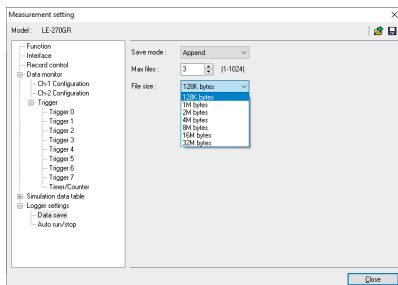 Measurement setting
Model : LE-270GR
Function
Interface
Record control
Data monitor
Ch-1 Configuration
Ch-2 Configuration
Trigger
Trigger 0
Trigger 1
Trigger 2
Trigger 3
Trigger 4
Trigger 5
Trigger 6
Trigger 7
Timer/Counter
Simulation data table
Logger settings
Data save
Auto run/stop
Save mode : Append
Max files : 3 (1-1024)
File size : 128K bytes
128K bytes
1M bytes
2M bytes
4M bytes
8M bytes
16M bytes
32M bytes
Close